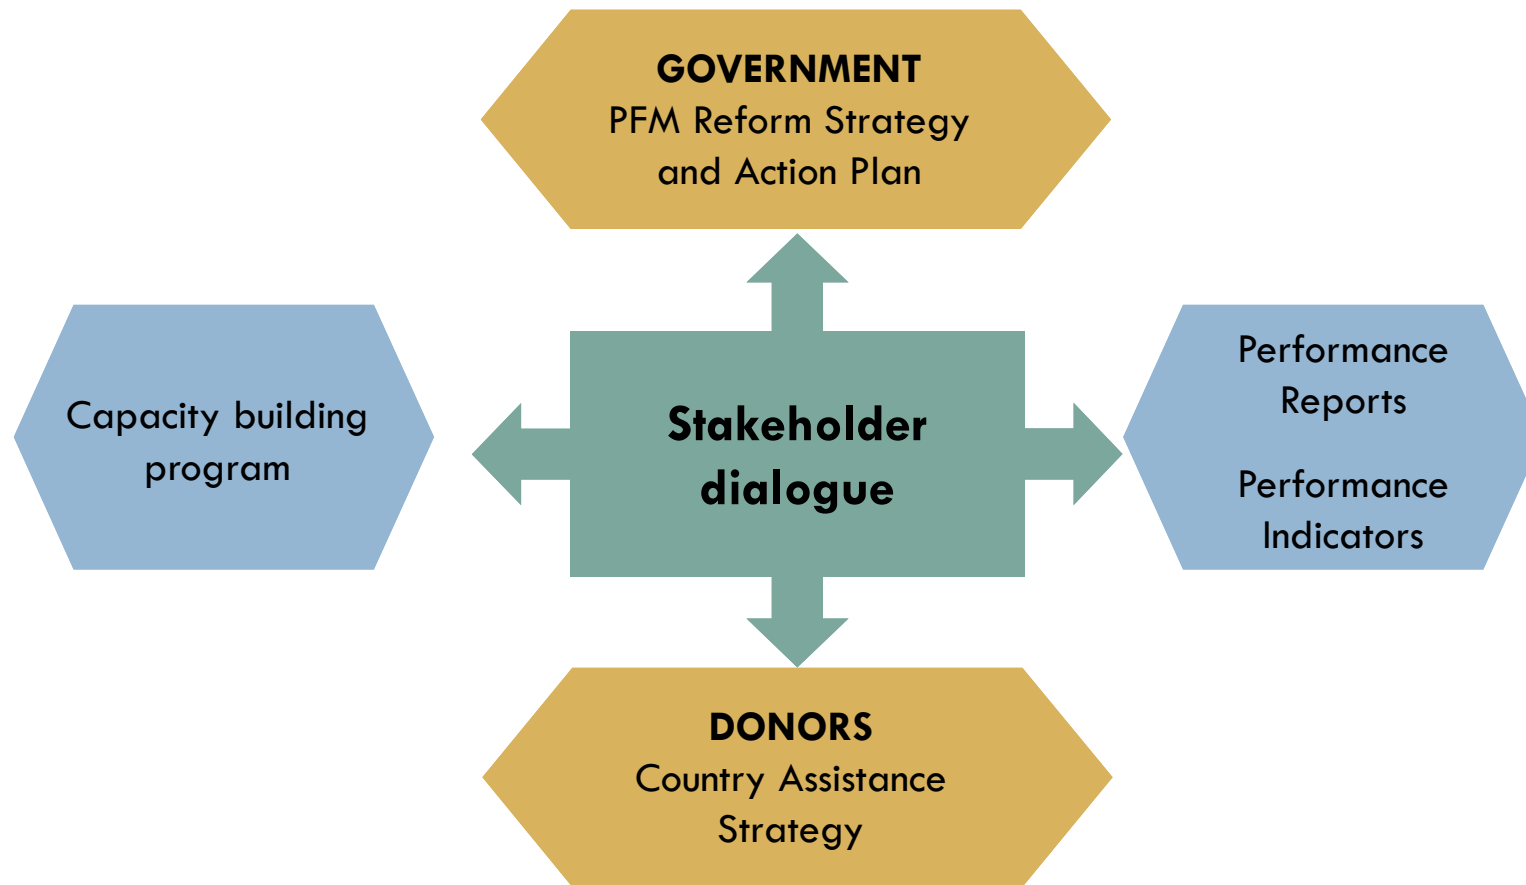 GOVERNMENT
PFM Reform Strategy
and Action Plan
Capacity building
program
Stakeholder
dialogue
Performance
Reports
Performance
Indicators
DONORS
Country Assistance
Strategy